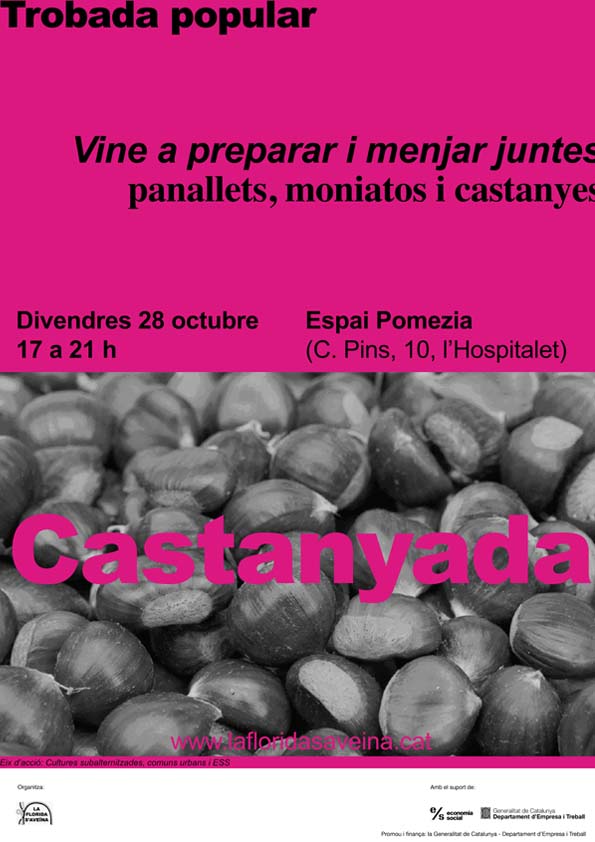 Trobada popular
Vine a preparar i menjar juntes
panallets, moniatos i castanyes
Divendres 28 octubre
17 a 21 h
Espai Pomezia
(C. Pins, 10, l'Hospitalet)
Castanyada
www.lafloridasaveina.cat
Eix d'acció: Cultures subalternitzades, comuns urbans i ESS
Organitza:
LA
FLORIDA
S'AVEÏNA
Amb el suport de:
e/s economia
social
Generalitat de Catalunya
Departament d'Empresa i Treball
Promou i finança: la Generalitat de Catalunya - Departament d'Empresa i Treball